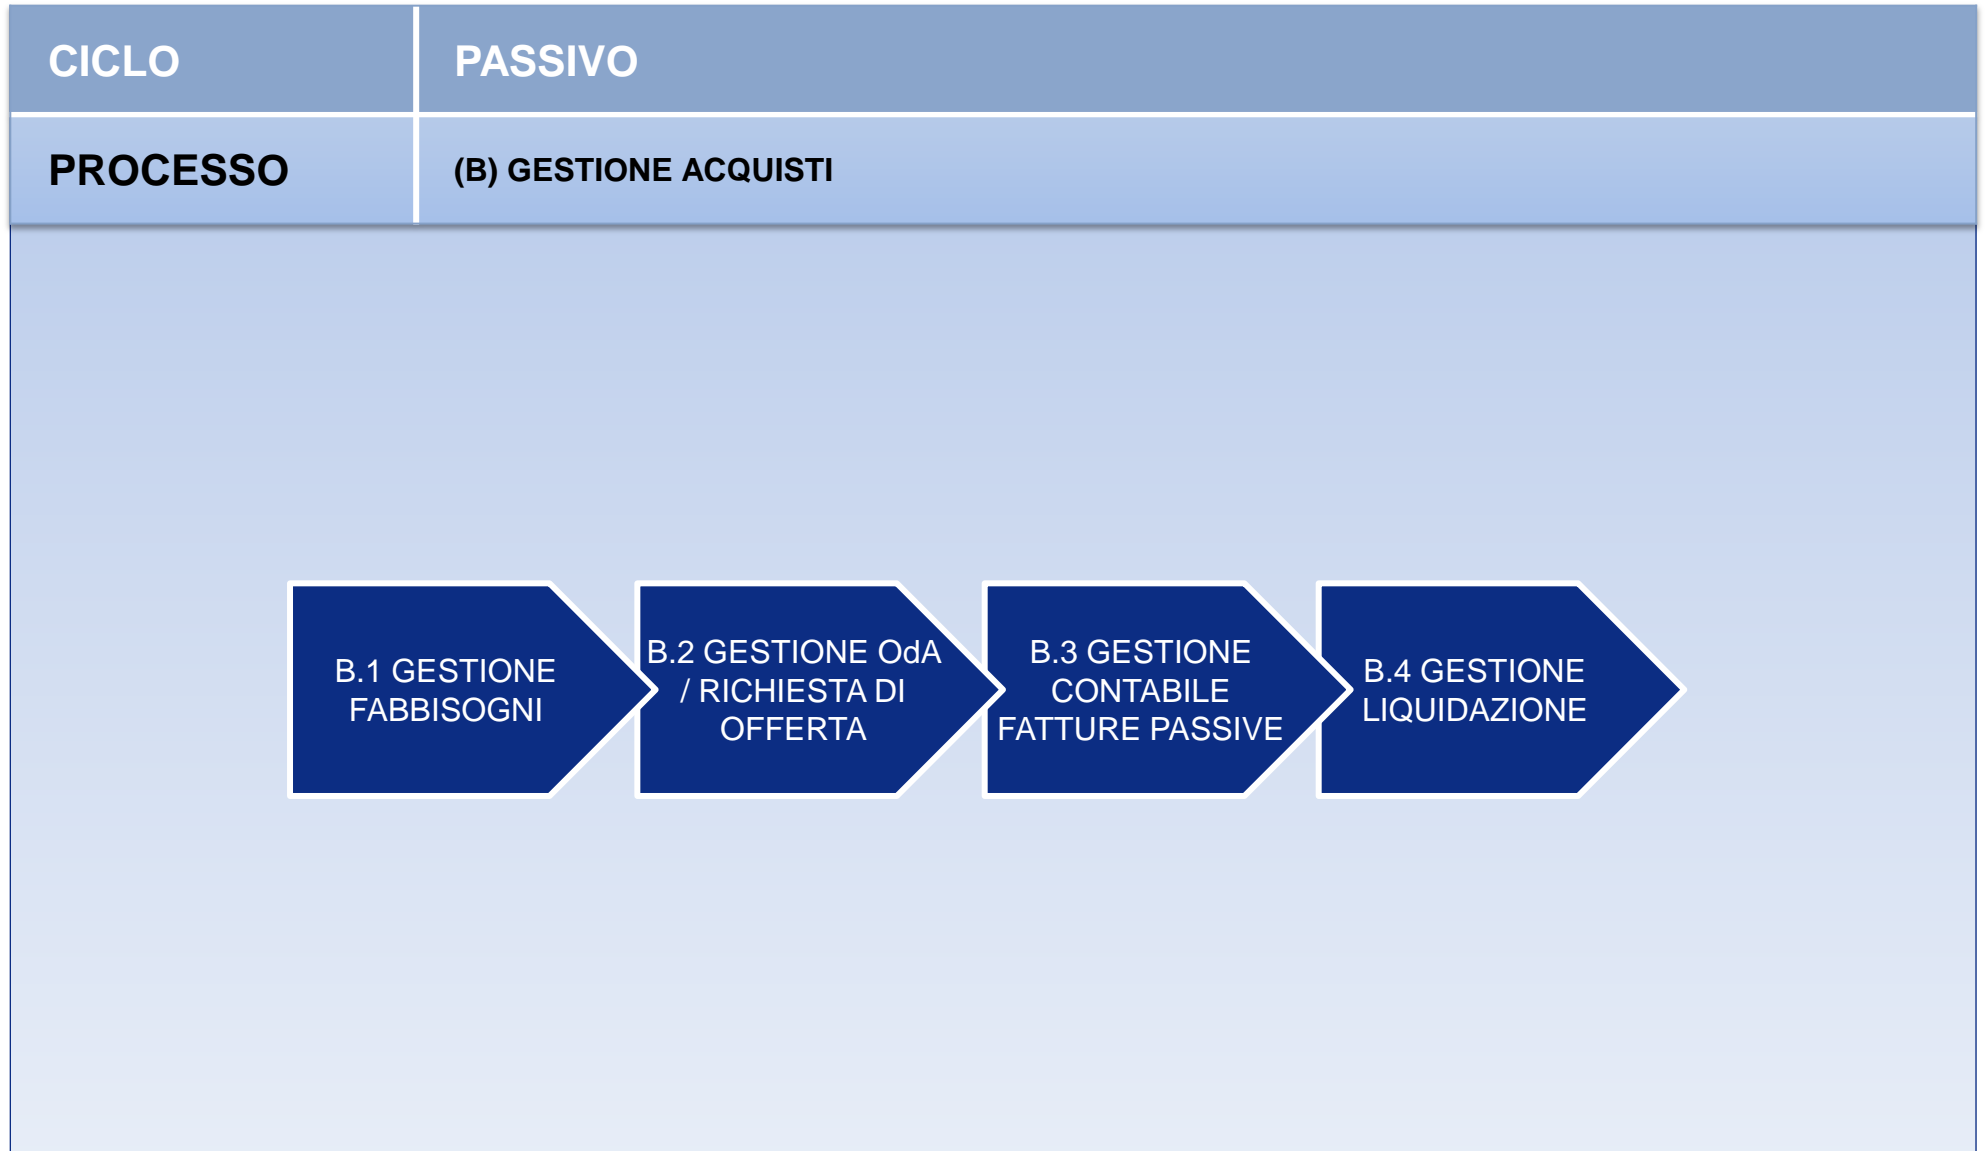 CICLO
PASSIVO
PROCESSO
(B) GESTIONE ACQUISTI
B.1 GESTIONE
FABBISOGNI
B.2 GESTIONE OdA
/ RICHIESTA DI
OFFERTA
B.3 GESTIONE
CONTABILE
FATTURE PASSIVE
B.4 GESTIONE
LIQUIDAZIONE